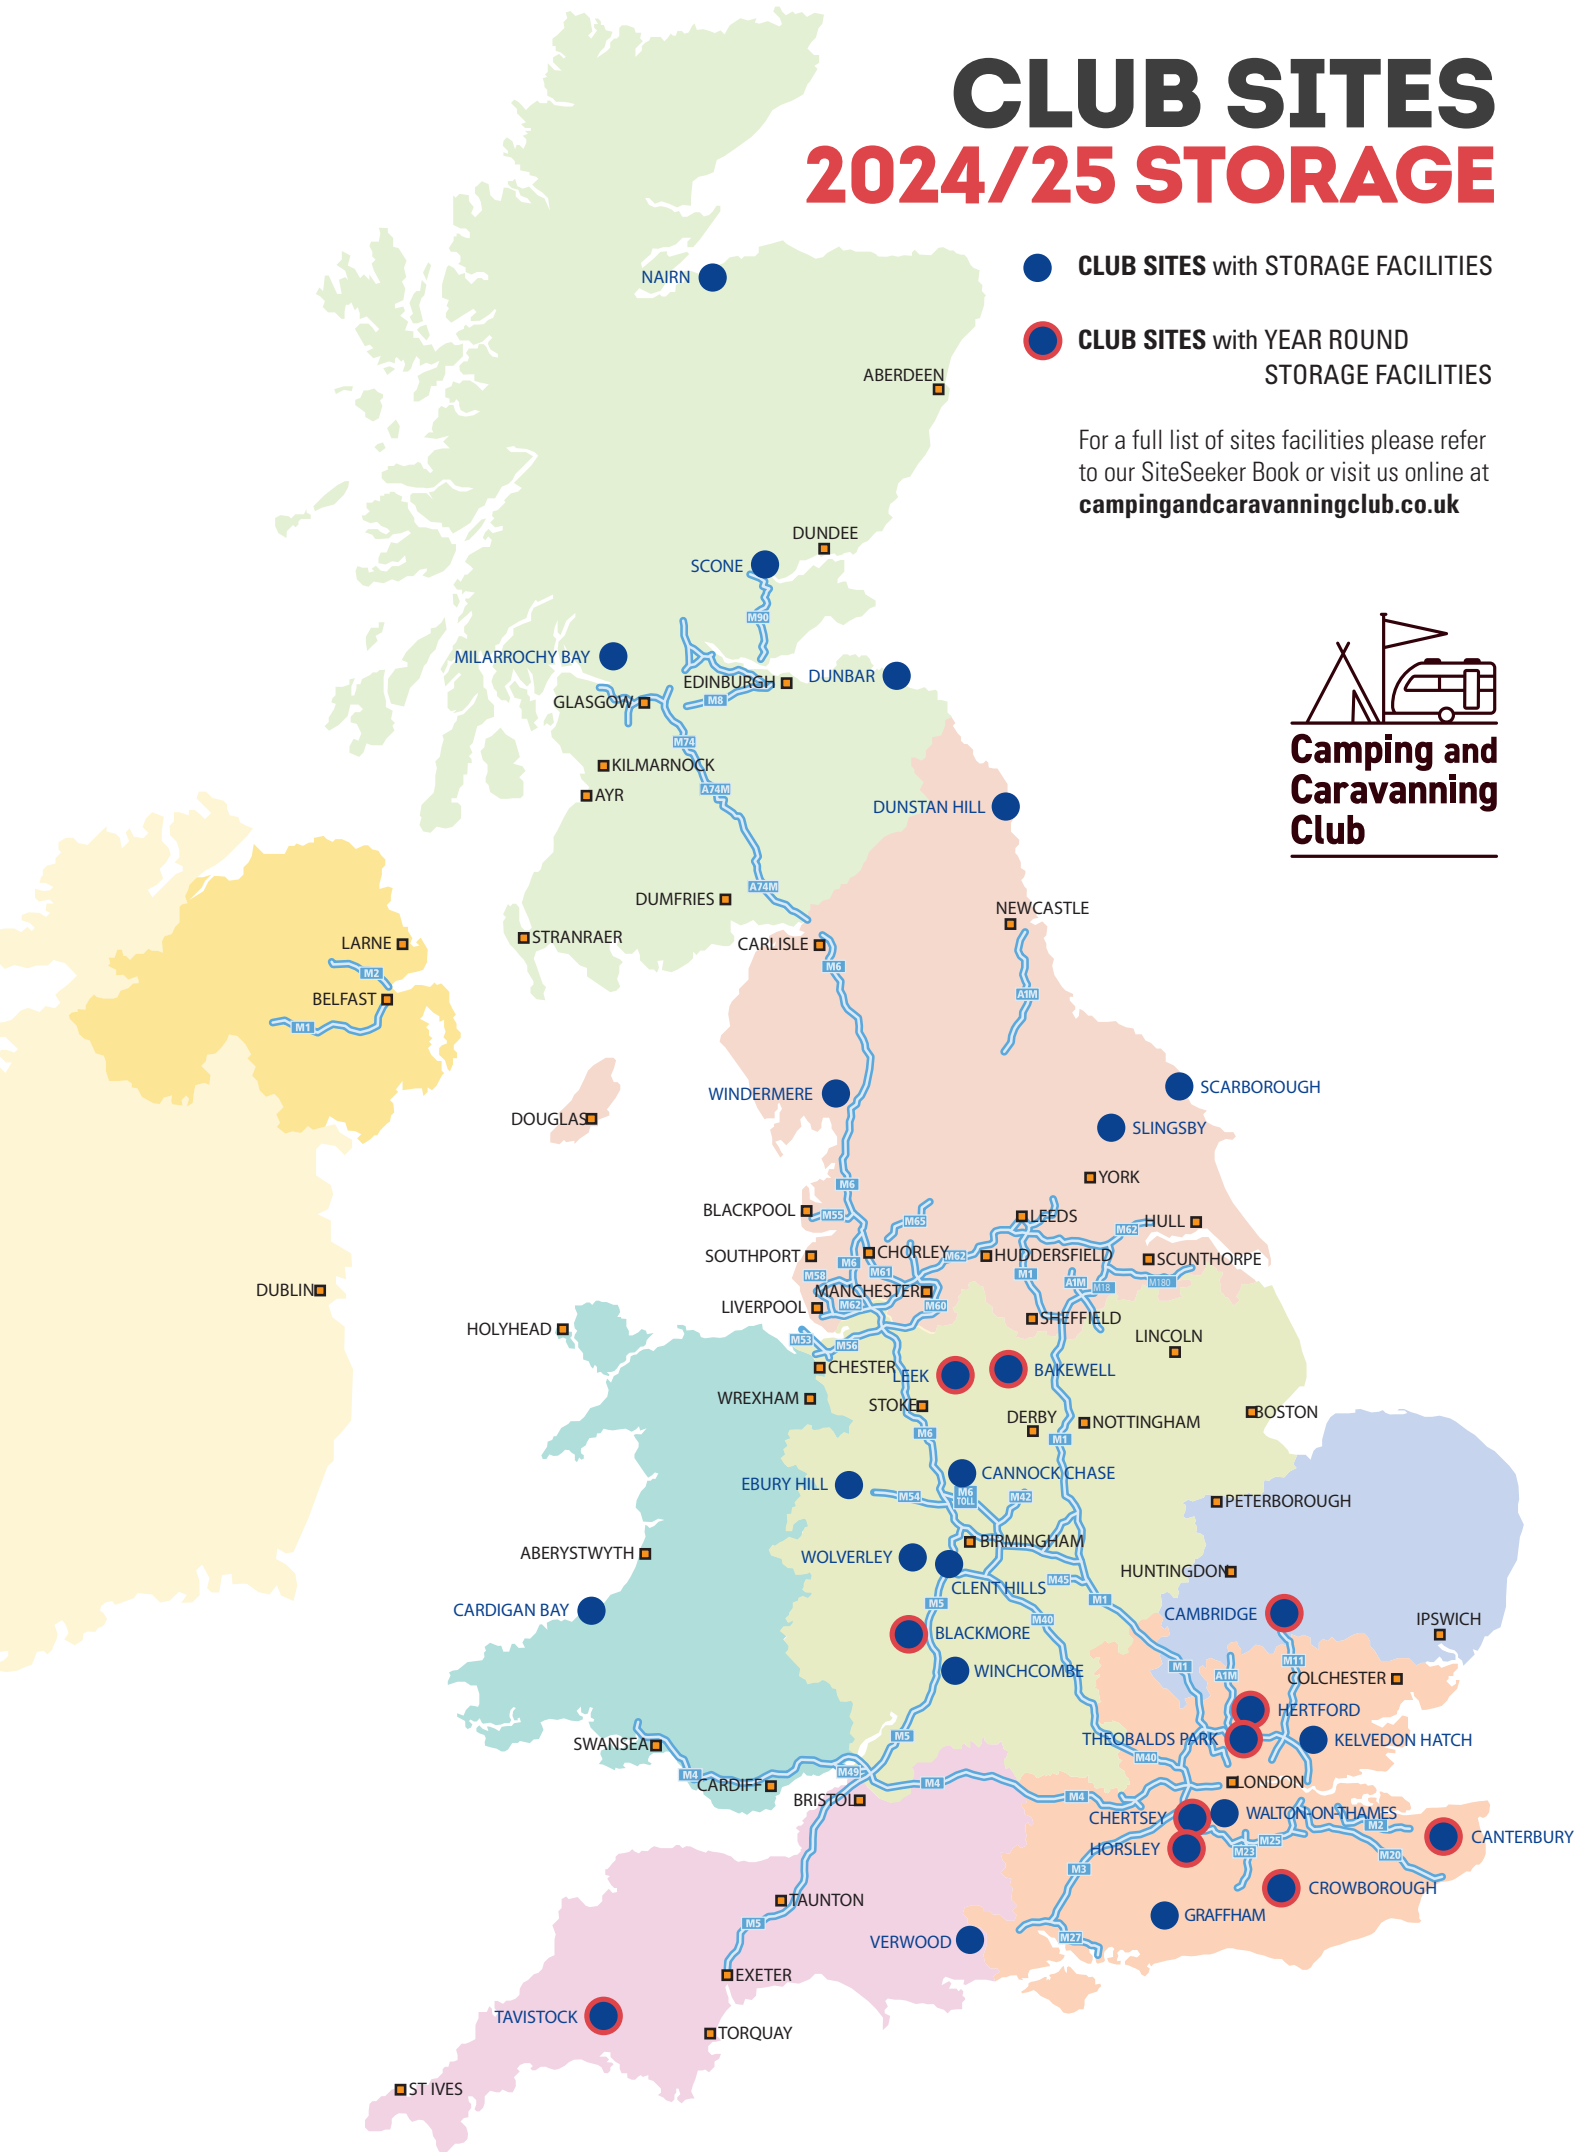 CLUB SITES
2024/25 STORAGE
CLUB SITES with STORAGE FACILITIES
CLUB SITES with YEAR ROUND
STORAGE FACILITIES
For a full list of sites facilities please refer
to our SiteSeeker Book or visit us online at
campingandcaravanningclub.co.uk
Camping and
Caravanning
Club
NAIRN
ABERDEEN
DUNDEE
SCONE
M90
MILARROCHY BAY
EDINBURGH
DUNBAR
GLASGOW
M8
M74
KILMARNOCK
A74M
AYR
DUNSTAN HILL
A74M
DUMFRIES
NEWCASTLE
STRANRAER
CARLISLE
LARNE
M6
M2
A1M
BELFAST
M1
WINDERMERE
SCARBOROUGH
DOUGLAS
SLINGSBY
YORK
M6
BLACKPOOL
M55
M65
LEEDS
M62
HULL
SOUTHPORT
CHORLEY
M62
HUDDERSFIELD
SCUNTHORPE
M6
M61
M58
M1
A1M
M18
M180
DUBLIN
MANCHESTER
LIVERPOOL
M62
M60
SHEFFIELD
HOLYHEAD
M53
M56
LINCOLN
CHESTER
LEEK
BAKEWELL
WREXHAM
STOKE
DERBY
NOTTINGHAM
BOSTON
M6
M1
CANNOCK CHASE
EBURY HILL
M54
M6
TOLL
M42
PETERBOROUGH
BIRMINGHAM
ABERYSTWYTH
WOLVERLEY
HUNTINGDON
CLENT HILLS
M45
M5
M1
CARDIGAN BAY
CAMBRIDGE
IPSWICH
M40
BLACKMORE
M11
M1
WINCHCOMBE
A1M
COLCHESTER
HERTFORD
M5
THEOBALDS PARK
KELVEDON HATCH
SWANSEA
M40
M49
M4
M4
CARDIFF
LONDON
BRISTOL
M4
CHERTSEY
WALTON-ON-THAMES
M2
CANTERBURY
M25
HORSLEY
M23
M20
M3
CROWBOROUGH
TAUNTON
GRAFFHAM
M5
VERWOOD
M27
EXETER
TAVISTOCK
TORQUAY
ST IVES